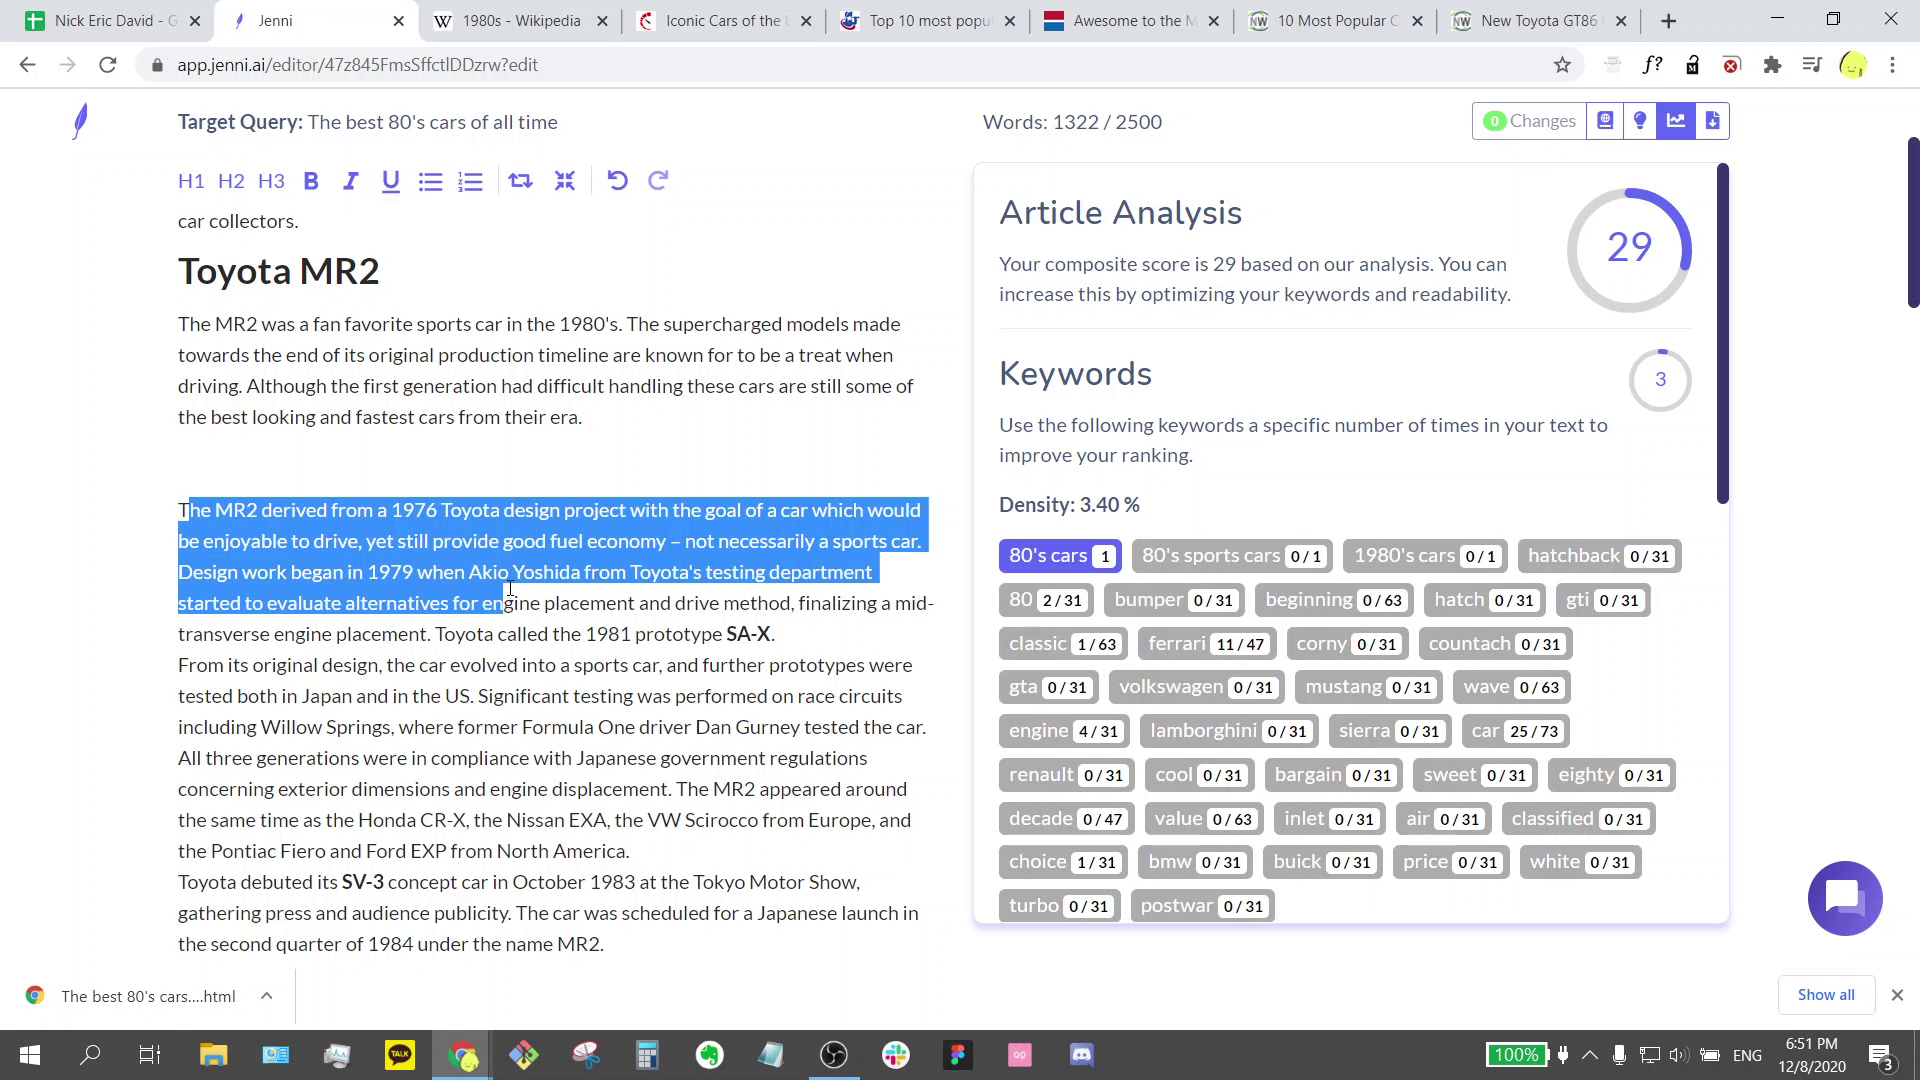 Nick Eric David - G
Jenni
1980s - Wikipedia
Iconic Cars of the 8
Top 10 most popu
Awesome to the M
10 Most Popular C
New Toyota GT86
app.jenni.ai/editor/47z845FmsSffctlDDzrw?edit
Target Query: The best 80's cars of all time
Words: 1322 / 2500
0 Changes
H1 H2 H3 B I U
car collectors.
Toyota MR2
The MR2 was a fan favorite sports car in the 1980's. The supercharged models made
towards the end of its original production timeline are known for to be a treat when
driving. Although the first generation had difficult handling these cars are still some of
the best looking and fastest cars from their era.
The MR2 derived from a 1976 Toyota design project with the goal of a car which would
be enjoyable to drive, yet still provide good fuel economy – not necessarily a sports car.
Design work began in 1979 when Akio Yoshida from Toyota's testing department
started to evaluate alternatives for engine placement and drive method, finalizing a mid-
transverse engine placement. Toyota called the 1981 prototype SA-X.
From its original design, the car evolved into a sports car, and further prototypes were
tested both in Japan and in the US. Significant testing was performed on race circuits
including Willow Springs, where former Formula One driver Dan Gurney tested the car.
All three generations were in compliance with Japanese government regulations
concerning exterior dimensions and engine displacement. The MR2 appeared around
the same time as the Honda CR-X, the Nissan EXA, the VW Scirocco from Europe, and
the Pontiac Fiero and Ford EXP from North America.
Toyota debuted its SV-3 concept car in October 1983 at the Tokyo Motor Show,
gathering press and audience publicity. The car was scheduled for a Japanese launch in
the second quarter of 1984 under the name MR2.
Article Analysis
29
Your composite score is 29 based on our analysis. You can
increase this by optimizing your keywords and readability.
Keywords
3
Use the following keywords a specific number of times in your text to
improve your ranking.
Density: 3.40 %
80's cars 1 80's sports cars 0 / 1 1980's cars 0 / 1 hatchback 0 / 31
80 2 / 31 bumper 0 / 31 beginning 0 / 63 hatch 0 / 31 gti 0 / 31
classic 1 / 63 ferrari 11 / 47 corny 0 / 31 countach 0 / 31
gta 0 / 31 volkswagen 0 / 31 mustang 0 / 31 wave 0 / 63
engine 4 / 31 lamborghini 0 / 31 sierra 0 / 31 car 25 / 73
renault 0 / 31 cool 0 / 31 bargain 0 / 31 sweet 0 / 31 eighty 0 / 31
decade 0 / 47 value 0 / 63 inlet 0 / 31 air 0 / 31 classified 0 / 31
choice 1 / 31 bmw 0 / 31 buick 0 / 31 price 0 / 31 white 0 / 31
turbo 0 / 31 postwar 0 / 31
The best 80's cars....html
Show all
TALK
100%
ENG
6:51 PM
12/8/2020
3